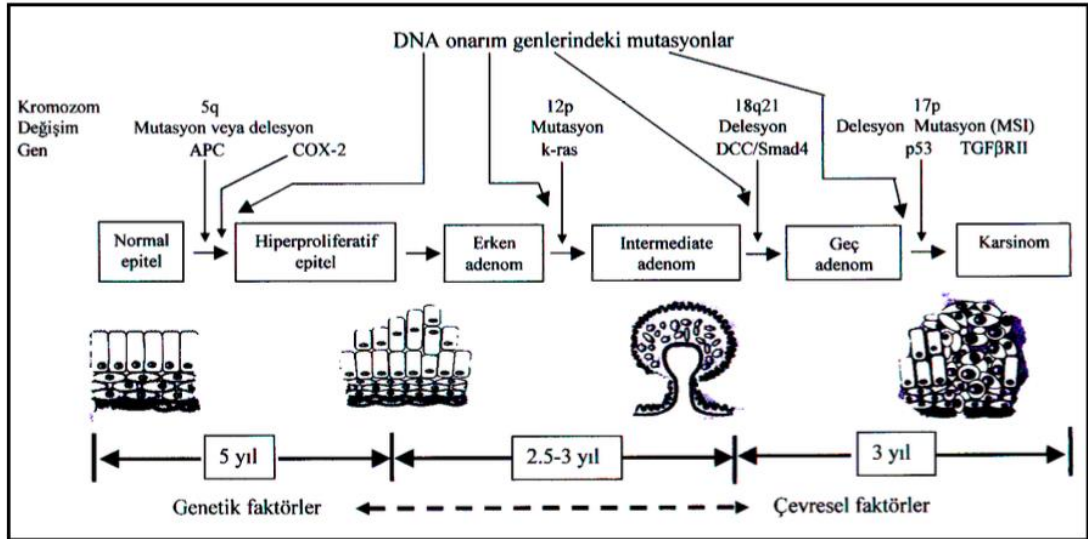 DNA onarım genlerindeki mutasyonlar
Kromozom 5q 12p 18q21 17p
Değişim Mutasyon veya delesyon Mutasyon Delesyon Delesyon Mutasyon (MSI)
Gen APC COX-2 k-ras DCC/Smad4 p53 TGFβRII
Normal epitel
Hiperproliferatif epitel
Erken adenom
Intermediate adenom
Geç adenom
Karsinom
5 yıl 2.5-3 yıl 3 yıl
Genetik faktörler Çevresel faktörler